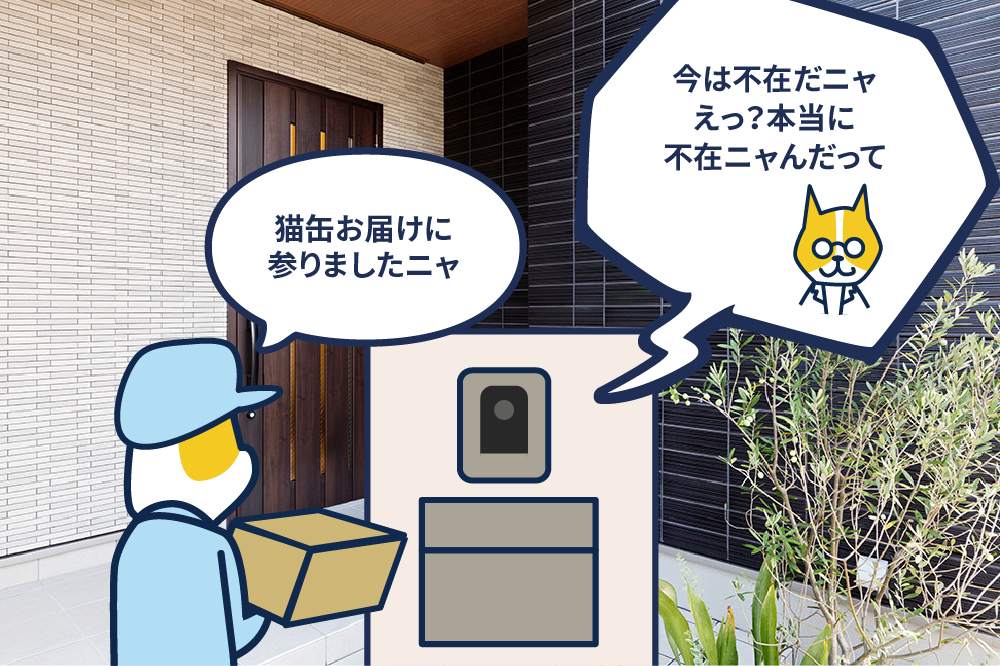 猫缶お届けに
参りましたニャ
今は不在だニャ
えっ?本当に
不在ニャんだって